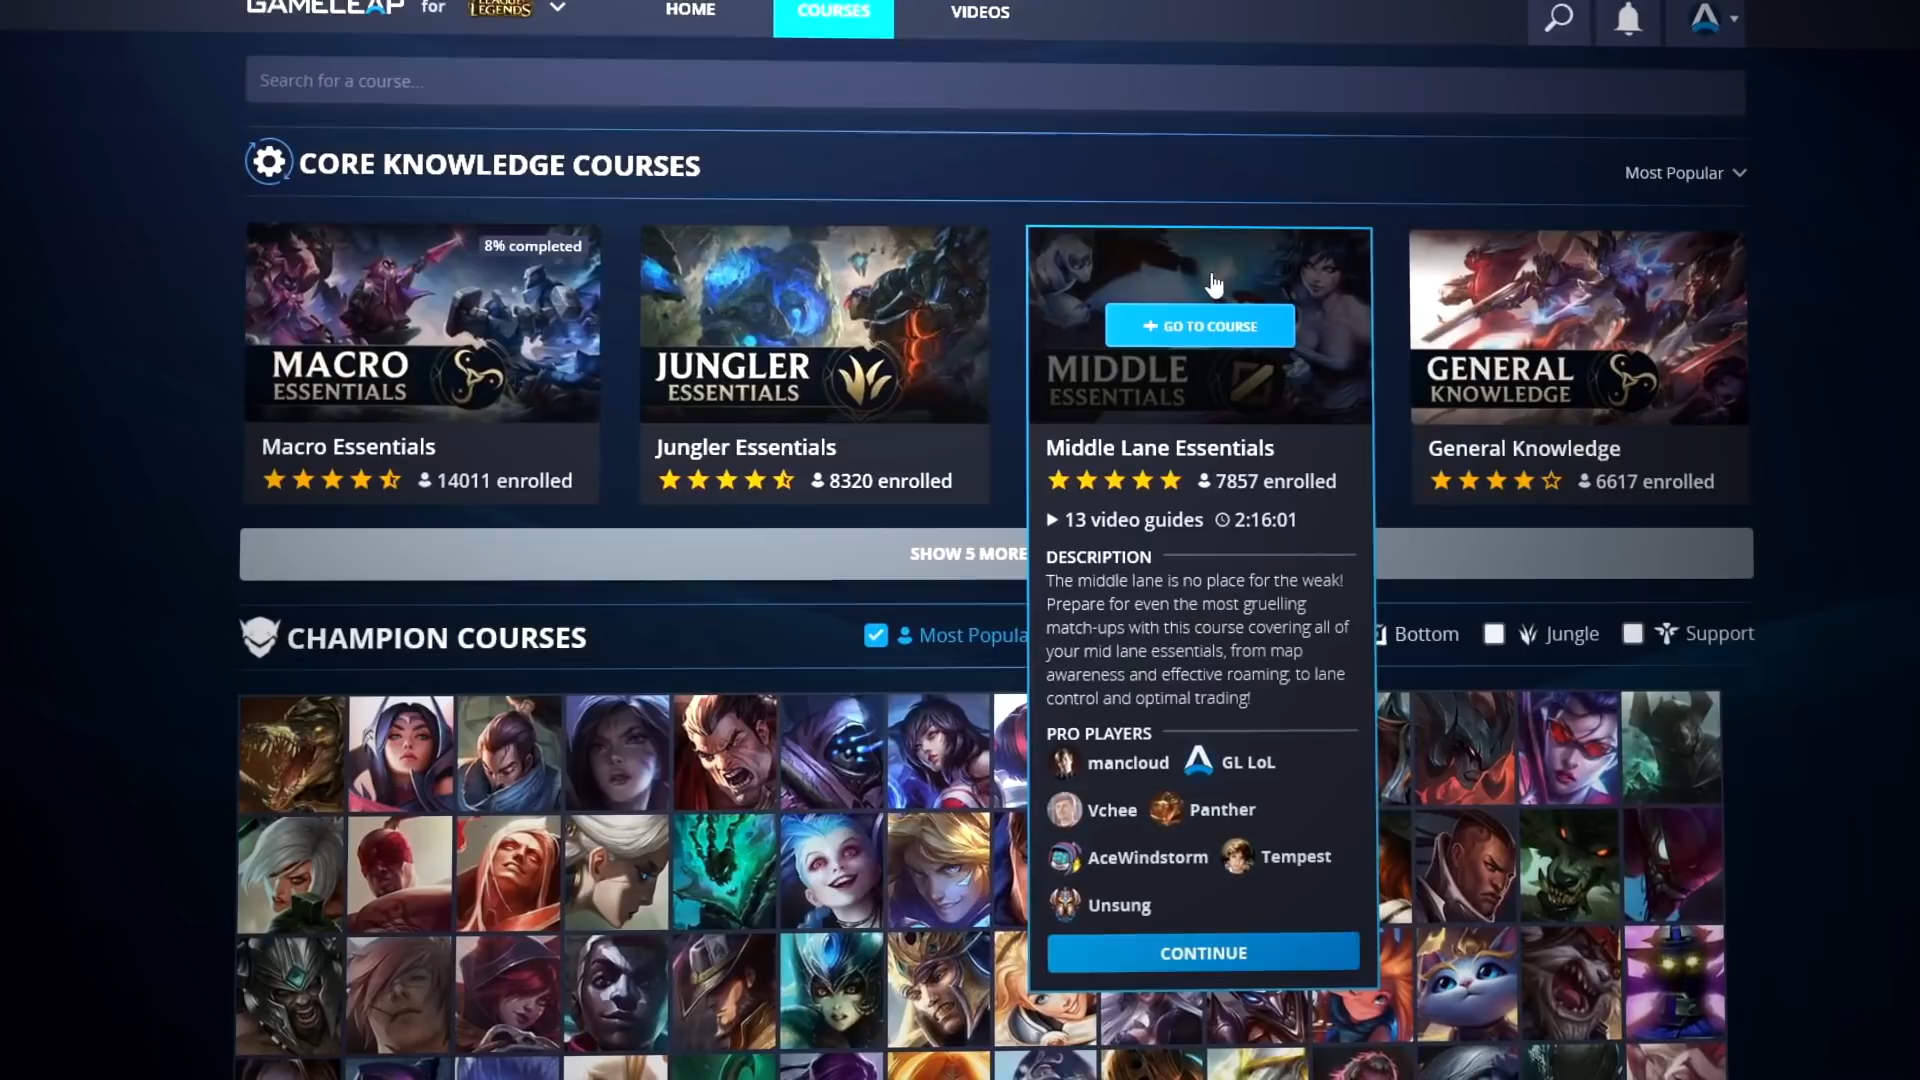 GAMELEAP for LEAGUE OF LEGENDS HOME COURSES VIDEOS
Search for a course...
CORE KNOWLEDGE COURSES Most Popular
8% completed
MACRO ESSENTIALS
JUNGLER ESSENTIALS
+ GO TO COURSE
MIDDLE ESSENTIALS
GENERAL KNOWLEDGE
Macro Essentials
14011 enrolled
Jungler Essentials
8320 enrolled
Middle Lane Essentials
7857 enrolled
General Knowledge
6617 enrolled
13 video guides 2:16:01
SHOW 5 MORE
DESCRIPTION
The middle lane is no place for the weak!
Prepare for even the most gruelling
match-ups with this course covering all of
your mid lane essentials, from map
awareness and effective roaming, to lane
control and optimal trading!
CHAMPION COURSES Most Popula Bottom Jungle Support
PRO PLAYERS
mancloud GL LoL
Vchee Panther
AceWindstorm Tempest
Unsung
CONTINUE